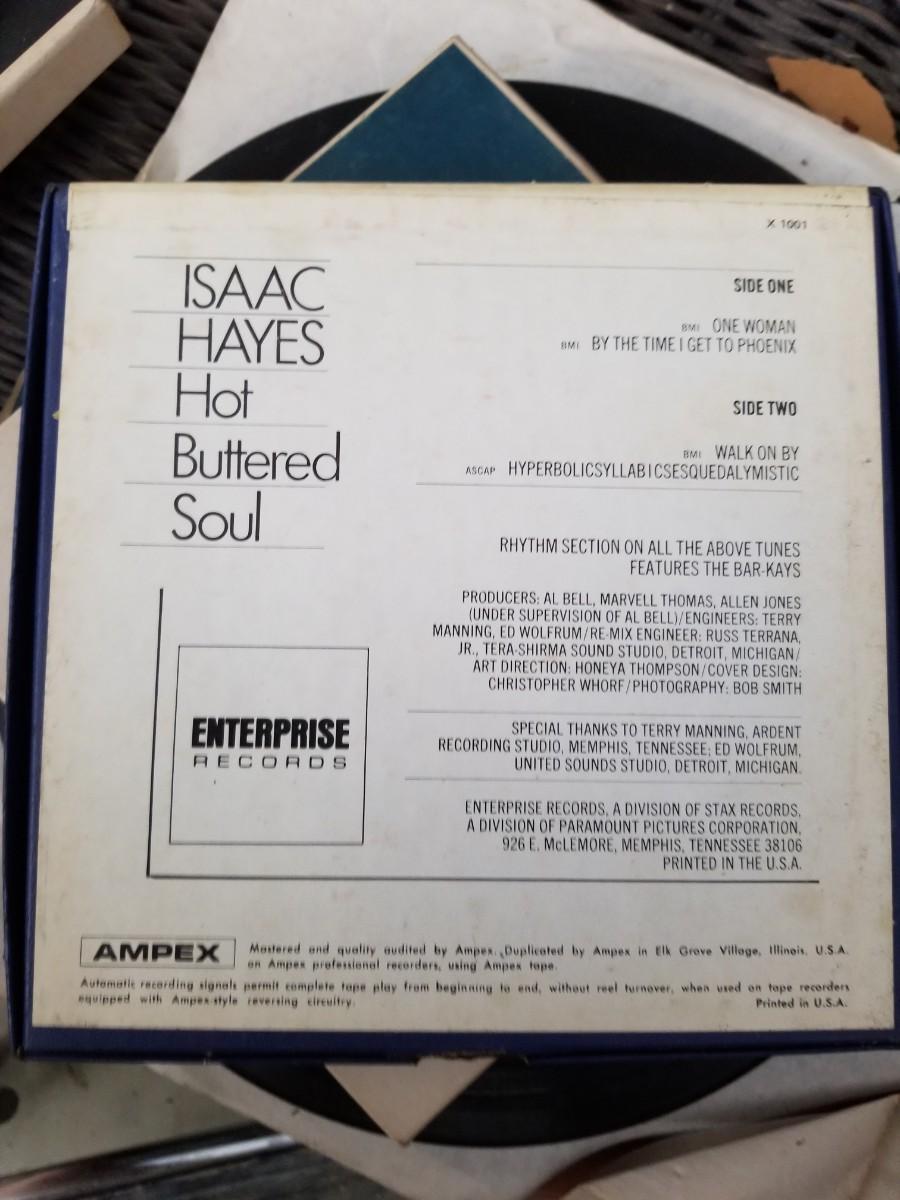 X 1001
ISAAC
HAYES
Hot
Buttered
Soul
SIDE ONE
BMI ONE WOMAN
BMI BY THE TIME I GET TO PHOENIX
SIDE TWO
BMI WALK ON BY
ASCAP HYPERBOLICSYLLABICSESQUEDALYMISTIC
RHYTHM SECTION ON ALL THE ABOVE TUNES
FEATURES THE BAR-KAYS
PRODUCERS: AL BELL, MARVELL THOMAS, ALLEN JONES
(UNDER SUPERVISION OF AL BELL)/ENGINEERS: TERRY
MANNING, ED WOLFRUM/RE-MIX ENGINEER: RUSS TERRANA,
JR., TERA-SHIRMA SOUND STUDIO, DETROIT, MICHIGAN/
ART DIRECTION: HONEYA THOMPSON/COVER DESIGN:
CHRISTOPHER WHORF/PHOTOGRAPHY: BOB SMITH
SPECIAL THANKS TO TERRY MANNING, ARDENT
RECORDING STUDIO, MEMPHIS, TENNESSEE; ED WOLFRUM,
UNITED SOUNDS STUDIO, DETROIT, MICHIGAN.
ENTERPRISE RECORDS, A DIVISION OF STAX RECORDS,
A DIVISION OF PARAMOUNT PICTURES CORPORATION,
926 E. McLEMORE, MEMPHIS, TENNESSEE 38106
PRINTED IN THE U.S.A.
ENTERPRISE
RECORDS
AMPEX
Mastered and quality audited by Ampex. Duplicated by Ampex in Elk Grove Village, Illinois, U.S.A.
on Ampex professional recorders, using Ampex tape.
Automatic recording signals permit complete tape play from beginning to end, without reel turnover, when used on tape recorders
equipped with Ampex-style reversing circuitry.
Printed in U.S.A.